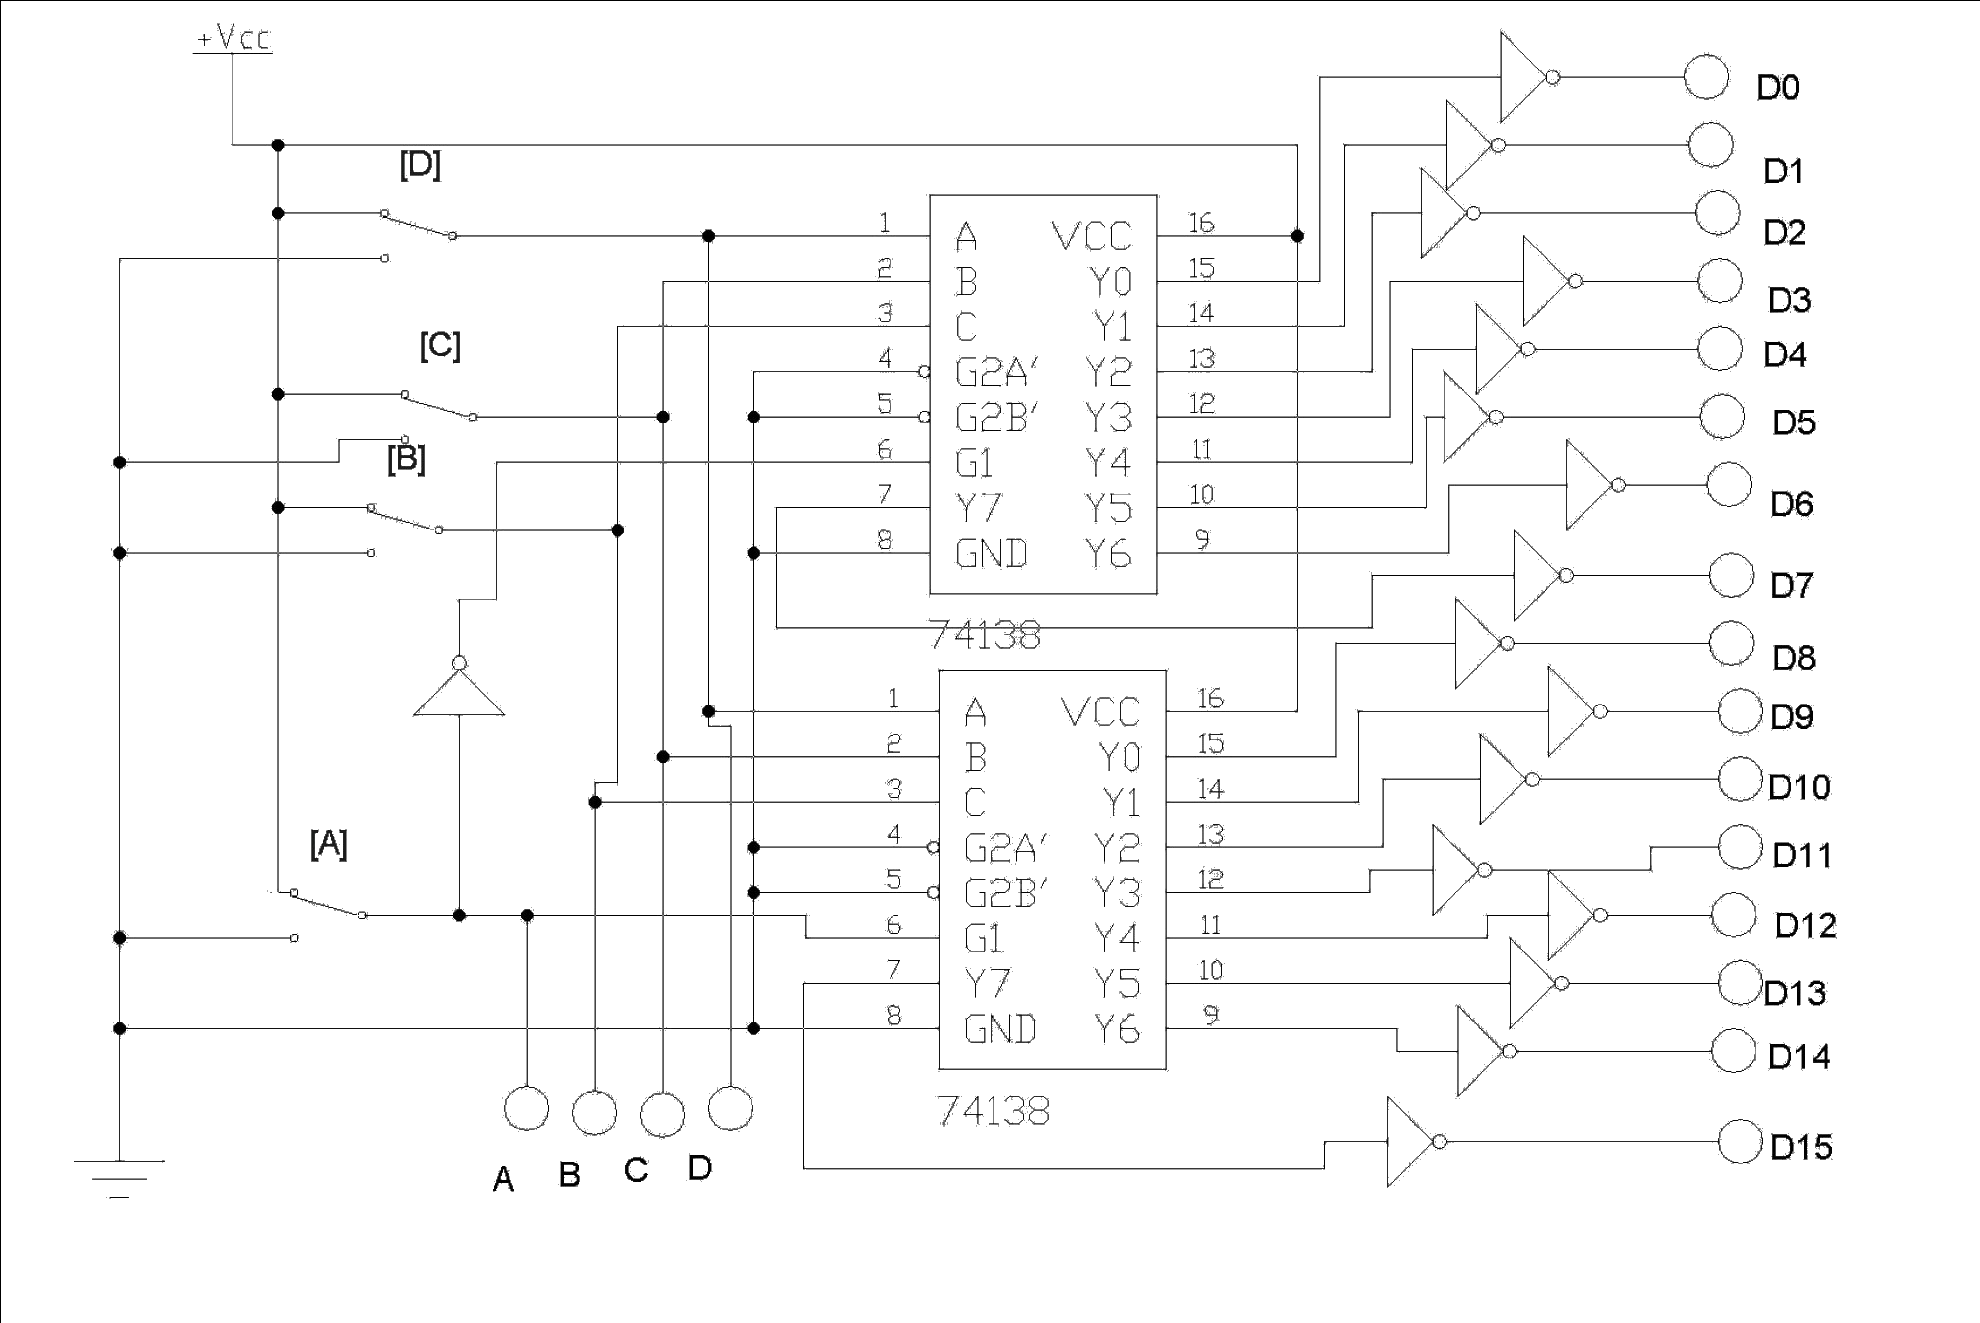 +Vcc
[D]
[C]
[B]
[A]
1 A VCC 16
2 B Y0 15
3 C Y1 14
4 G2A' Y2 13
5 G2B' Y3 12
6 G1 Y4 11
7 Y7 Y5 10
8 GND Y6 9
74138
1 A VCC 16
2 B Y0 15
3 C Y1 14
4 G2A' Y2 13
5 G2B' Y3 12
6 G1 Y4 11
7 Y7 Y5 10
8 GND Y6 9
74138
A B C D
D0
D1
D2
D3
D4
D5
D6
D7
D8
D9
D10
D11
D12
D13
D14
D15